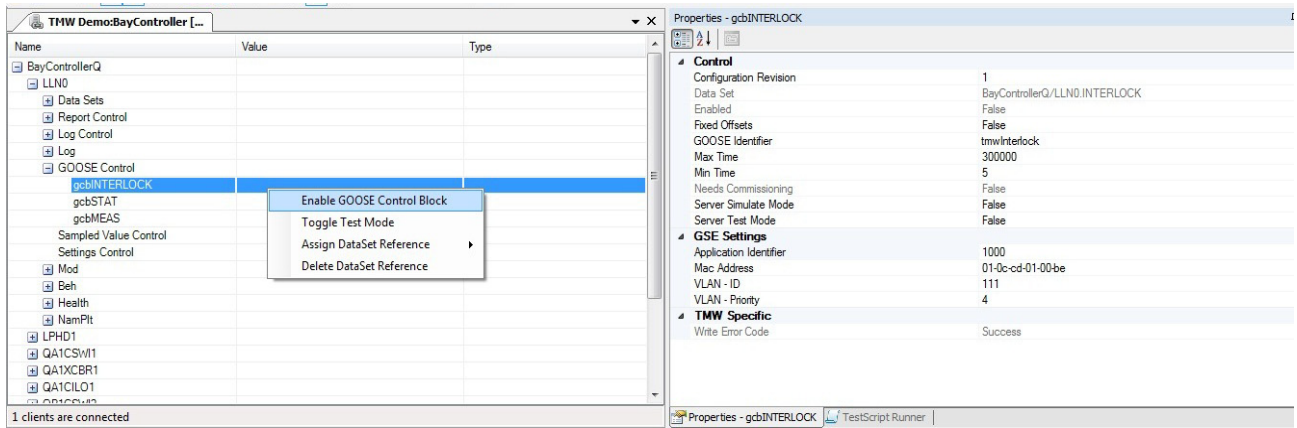 TMW Demo:BayController [...
Name Value Type
BayControllerQ
LLN0
Data Sets
Report Control
Log Control
Log
GOOSE Control
gcbINTERLOCK
gcbSTAT
gcbMEAS
Sampled Value Control
Settings Control
Mod
Beh
Health
NamPlt
LPHD1
QA1CSWI1
QA1XCBR1
QA1CILO1
1 clients are connected
Enable GOOSE Control Block
Toggle Test Mode
Assign DataSet Reference
Delete DataSet Reference
Properties - gcbINTERLOCK
Control
Configuration Revision 1
Data Set BayControllerQ/LLN0.INTERLOCK
Enabled False
Fixed Offsets False
GOOSE Identifier tmwInterlock
Max Time 300000
Min Time 5
Needs Commissioning False
Server Simulate Mode False
Server Test Mode False
GSE Settings
Application Identifier 1000
Mac Address 01-0c-cd-01-00-be
VLAN - ID 111
VLAN - Priority 4
TMW Specific
Write Error Code Success
Properties - gcbINTERLOCK TestScript Runner